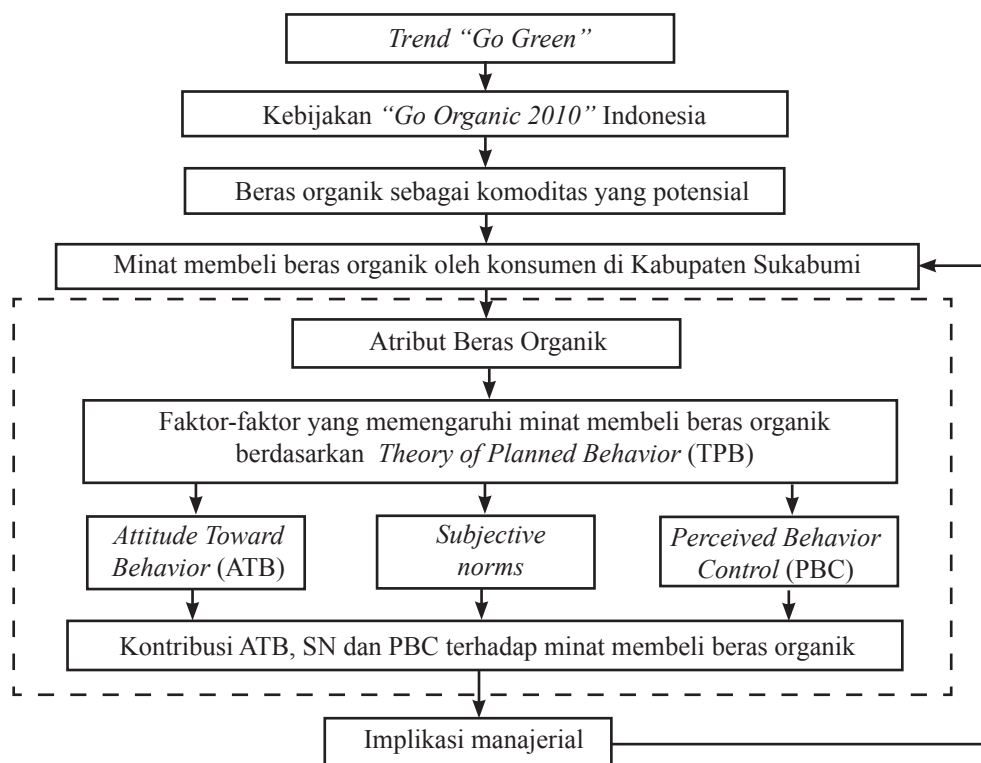 Trend “Go Green”
Kebijakan “Go Organic 2010” Indonesia
Beras organik sebagai komoditas yang potensial
Minat membeli beras organik oleh konsumen di Kabupaten Sukabumi
Atribut Beras Organik
Faktor-faktor yang memengaruhi minat membeli beras organik
berdasarkan Theory of Planned Behavior (TPB)
Attitude Toward
Behavior (ATB)
Subjective
norms
Perceived Behavior
Control (PBC)
Kontribusi ATB, SN dan PBC terhadap minat membeli beras organik
Implikasi manajerial